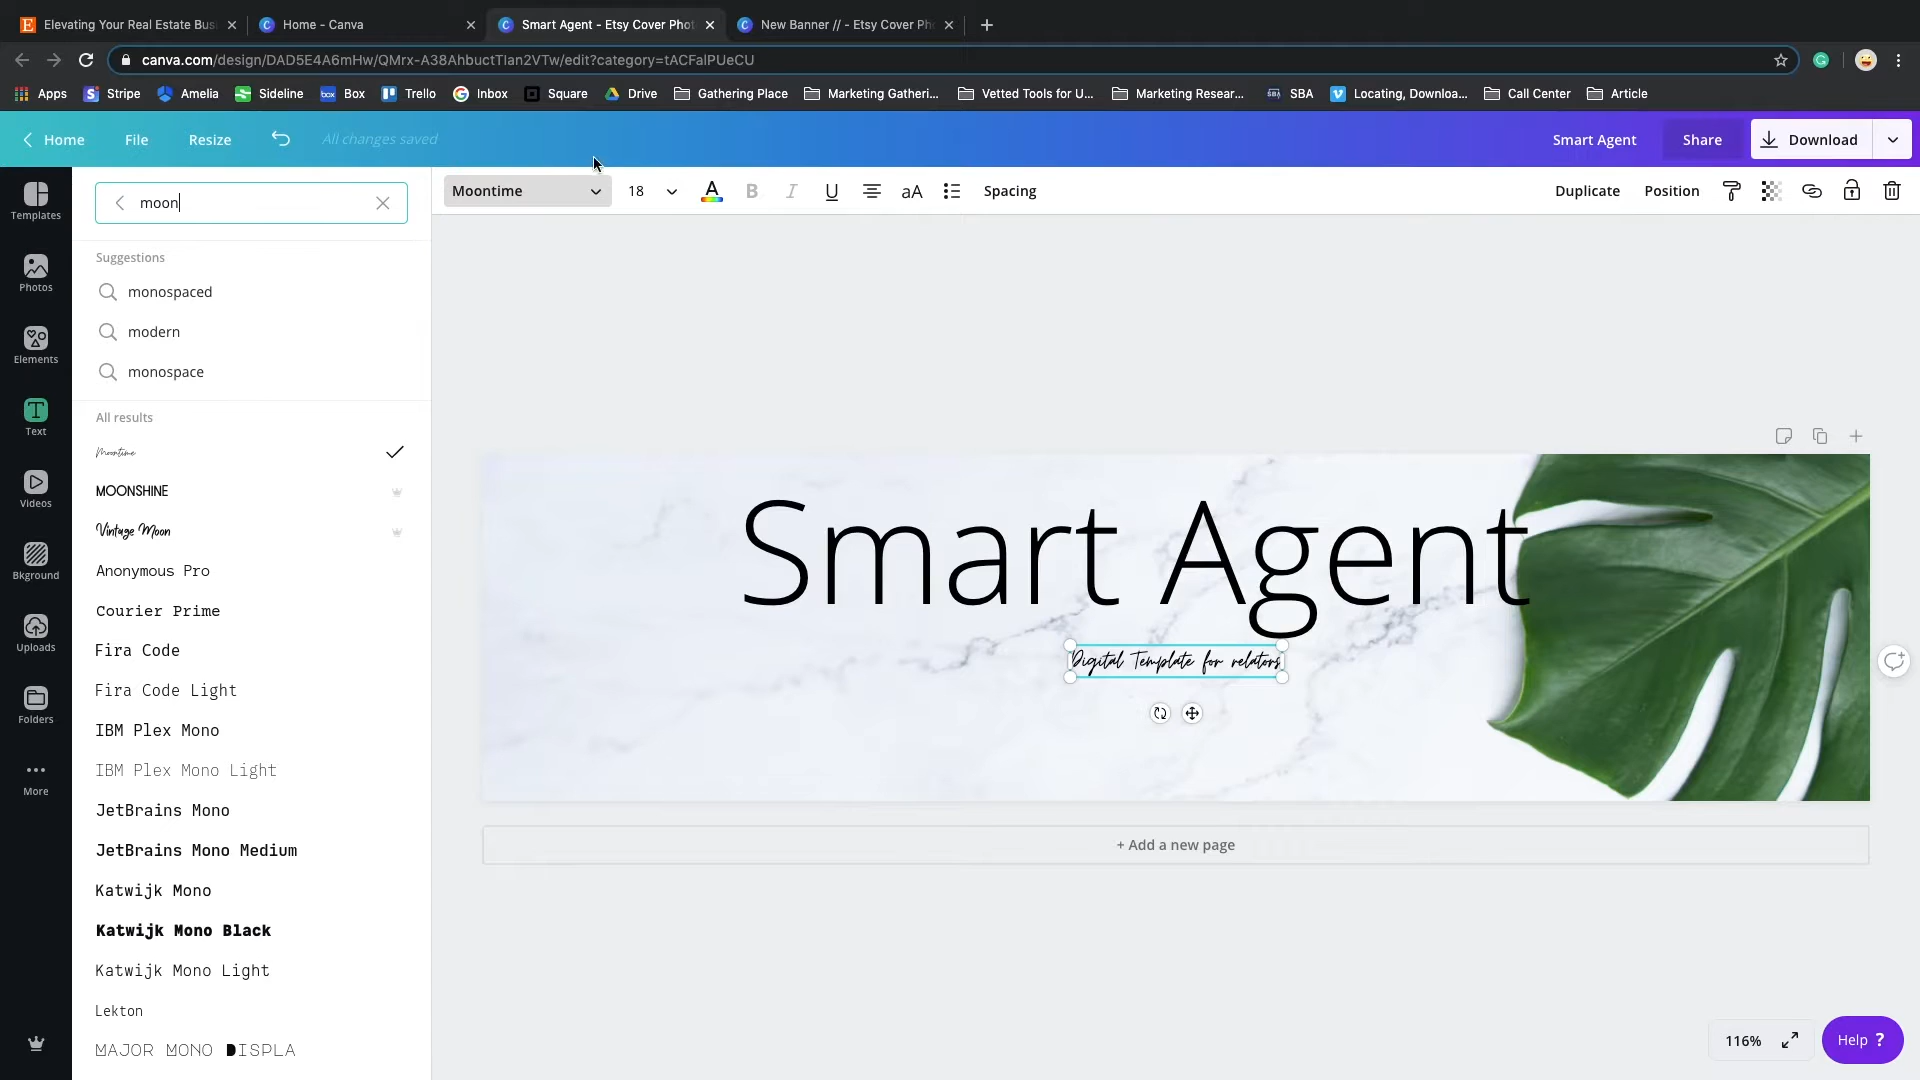 Elevating Your Real Estate Bus
Home - Canva
Smart Agent - Etsy Cover Phot
New Banner // - Etsy Cover Ph
canva.com/design/DAD5E4A6mHw/QMrx-A38AhbuctTlan2VTw/edit?category=tACFalPUeCU
Apps
Stripe
Amelia
Sideline
Box
Trello
Inbox
Square
Drive
Gathering Place
Marketing Gatheri...
Vetted Tools for U...
Marketing Resear...
SBA
Locating, Downloa...
Call Center
Article
Home
File
Resize
All changes saved
Smart Agent
Share
Download
moon
Moontime
18
A
B
I
U
aA
Spacing
Duplicate
Position
Templates
Photos
Elements
Text
Videos
Bkground
Uploads
Folders
More
Suggestions
monospaced
modern
monospace
All results
Moontime
MOONSHINE
Vintage Moon
Anonymous Pro
Courier Prime
Fira Code
Fira Code Light
IBM Plex Mono
IBM Plex Mono Light
JetBrains Mono
JetBrains Mono Medium
Katwijk Mono
Katwijk Mono Black
Katwijk Mono Light
Lekton
MAJOR MONO DISPLA
Smart Agent
Digital Template for relators
+ Add a new page
116%
Help ?